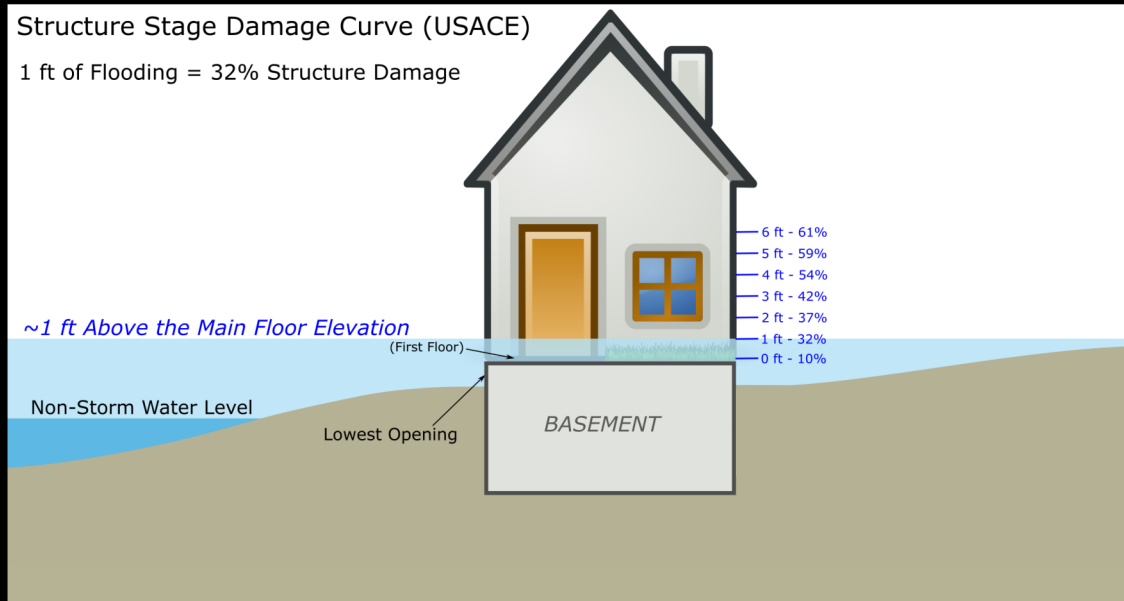 Structure Stage Damage Curve (USACE)
1 ft of Flooding = 32% Structure Damage
6 ft - 61%
5 ft - 59%
4 ft - 54%
3 ft - 42%
2 ft - 37%
~1 ft Above the Main Floor Elevation
1 ft - 32%
(First Floor)
0 ft - 10%
Non-Storm Water Level
Lowest Opening
BASEMENT